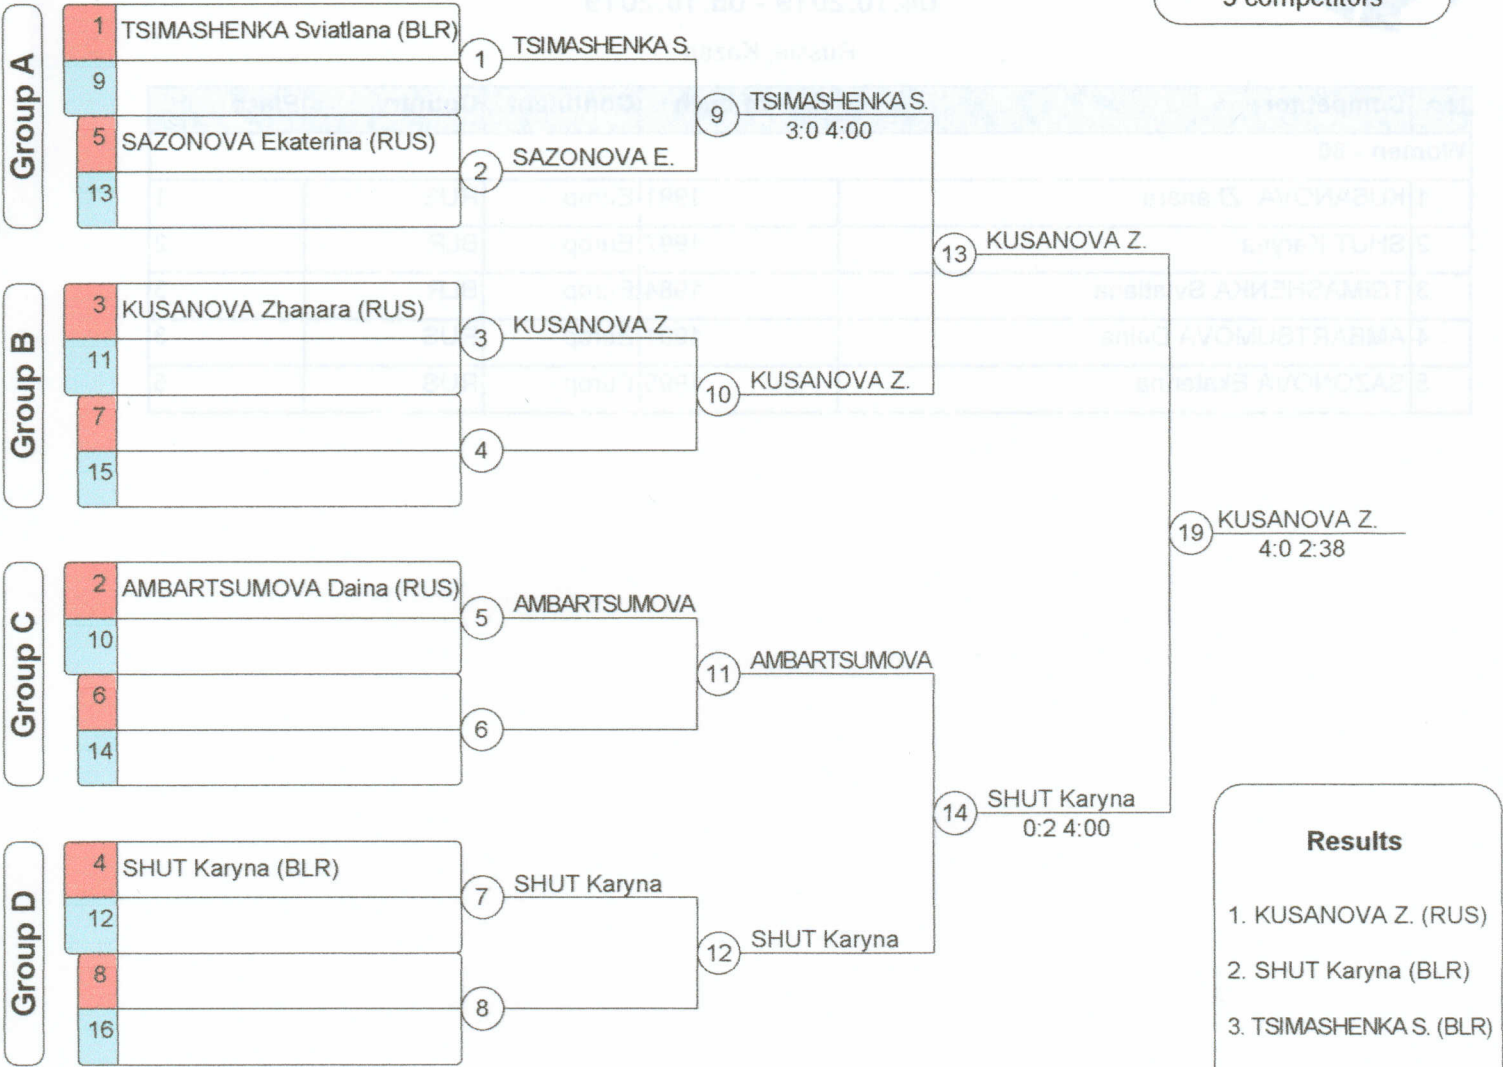 5 competitors
Group A
1 TSIMASHENKA Sviatlana (BLR)
9
5 SAZONOVA Ekaterina (RUS)
13
1 TSIMASHENKA S.
2 SAZONOVA E.
9 TSIMASHENKA S.
3:0 4:00
Group B
3 KUSANOVA Zhanara (RUS)
11
7
15
3 KUSANOVA Z.
4
10 KUSANOVA Z.
13 KUSANOVA Z.
Group C
2 AMBARTSUMOVA Daina (RUS)
10
6
14
5 AMBARTSUMOVA
6
11 AMBARTSUMOVA
Group D
4 SHUT Karyna (BLR)
12
8
16
7 SHUT Karyna
8
12 SHUT Karyna
14 SHUT Karyna
0:2 4:00
19 KUSANOVA Z.
4:0 2:38
Results
1. KUSANOVA Z. (RUS)
2. SHUT Karyna (BLR)
3. TSIMASHENKA S. (BLR)